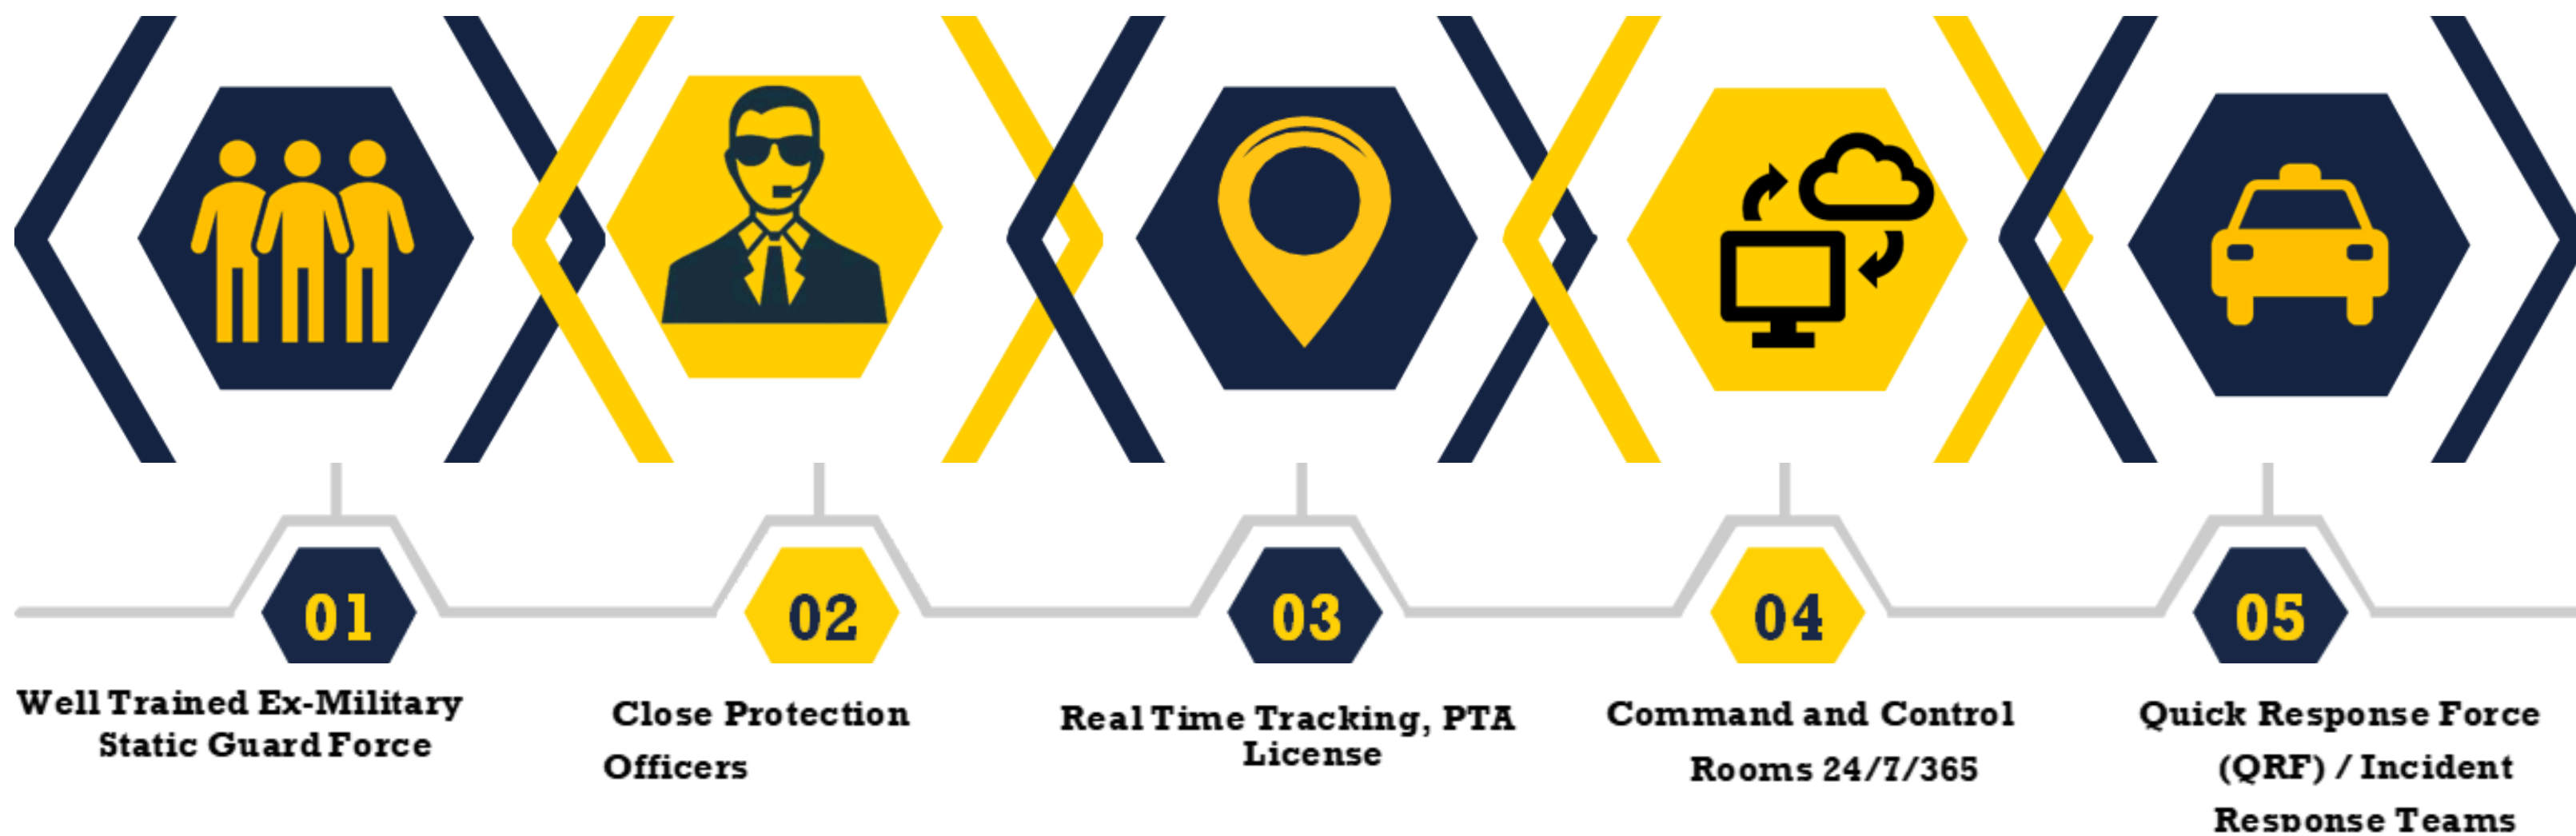 01
Well Trained Ex-Military
Static Guard Force
02
Close Protection
Officers
03
Real Time Tracking, PTA
License
04
Command and Control
Rooms 24/7/365
05
Quick Response Force
(QRF) / Incident
Response Teams